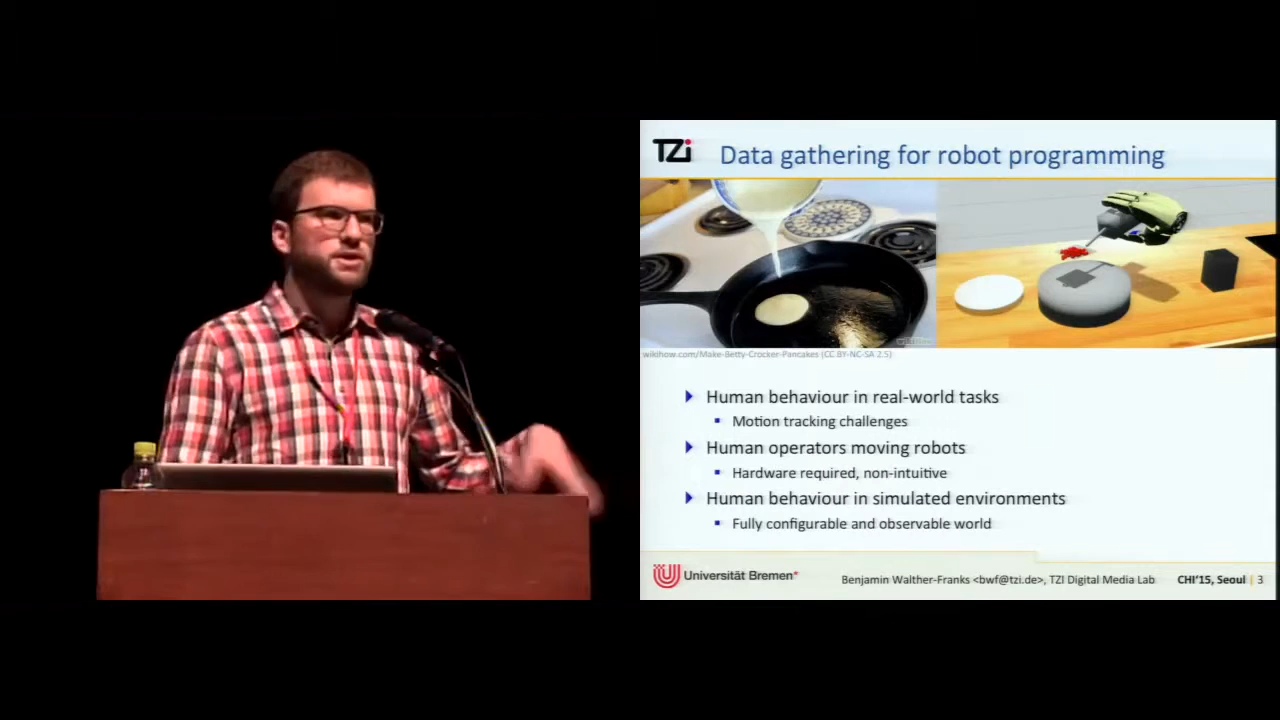 TZi
Data gathering for robot programming
wikiHow
wikihow.com/Make-Betty-Crocker-Pancakes (CC BY-NC-SA 2.5)
Human behaviour in real-world tasks
Motion tracking challenges
Human operators moving robots
Hardware required, non-intuitive
Human behaviour in simulated environments
Fully configurable and observable world
Universität Bremen*
Benjamin Walther-Franks <bwf@tzi.de>, TZI Digital Media Lab
CHI'15, Seoul | 3